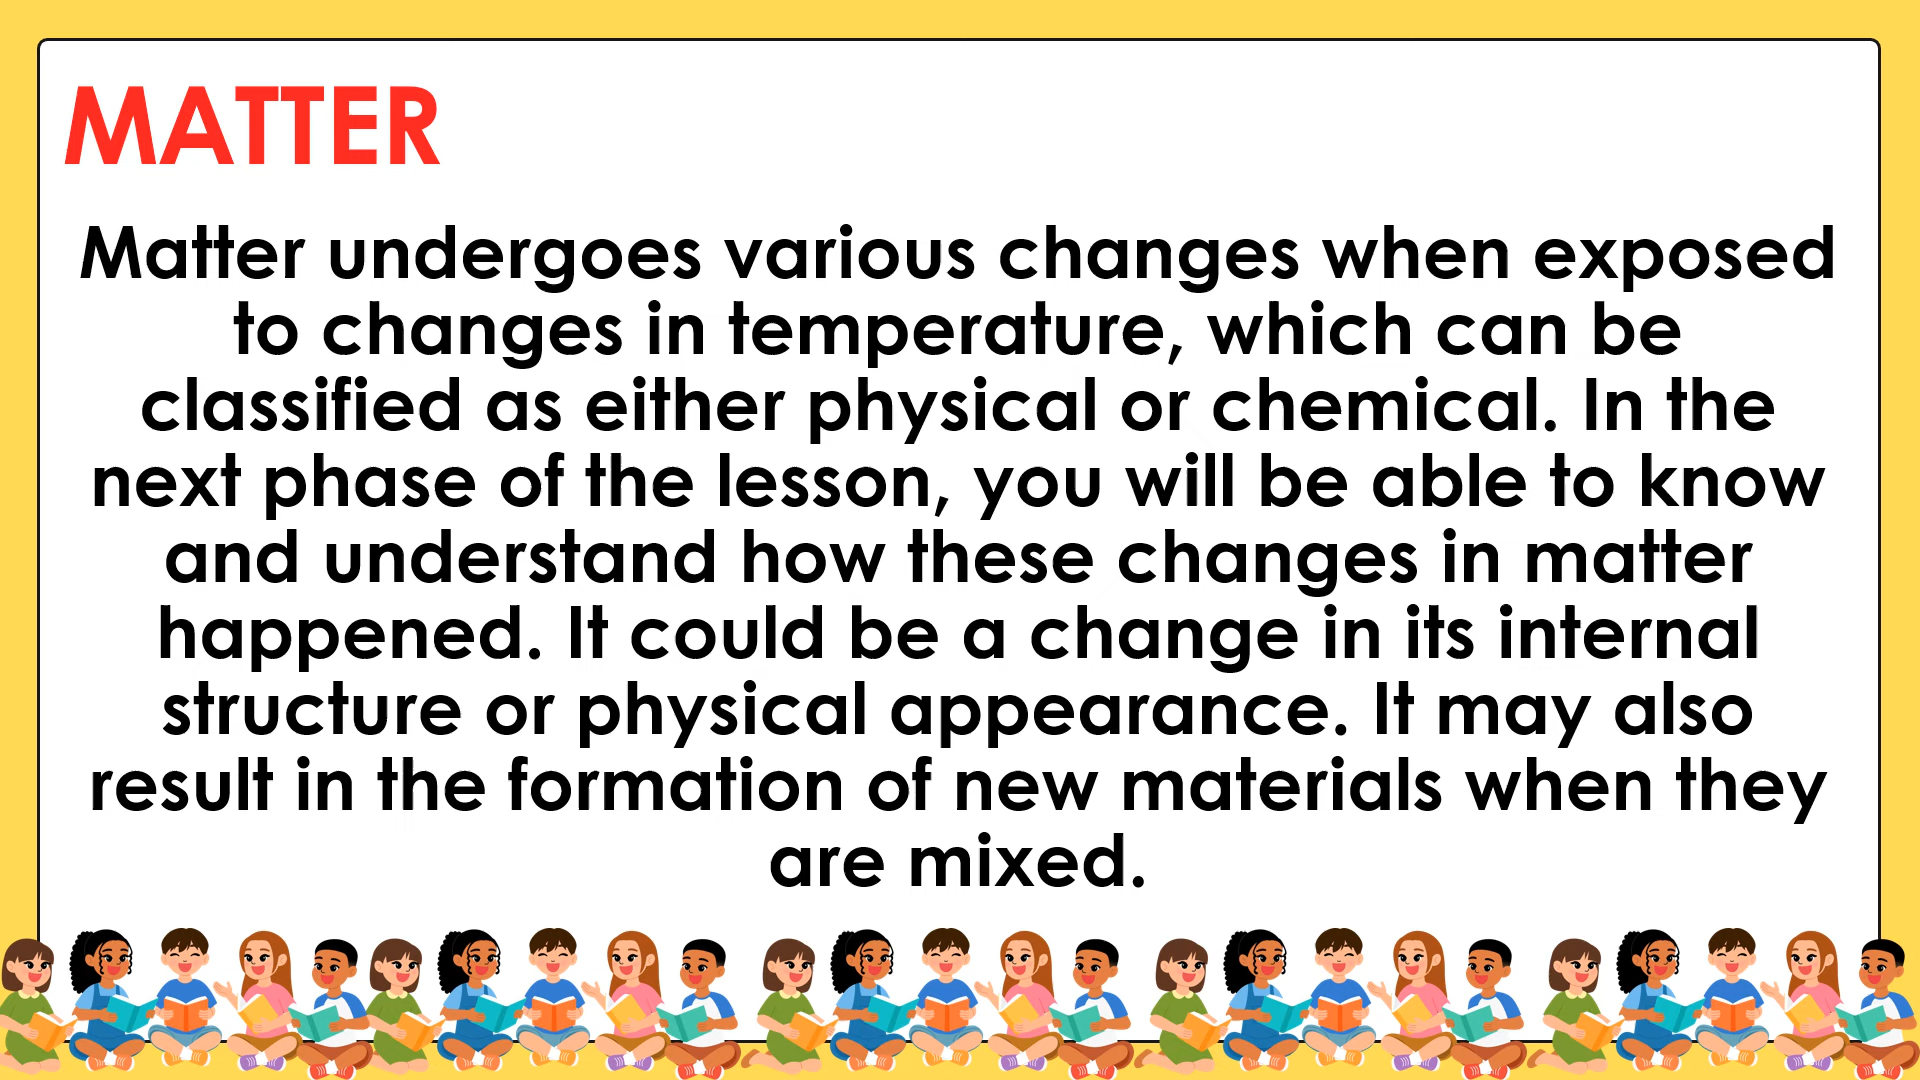 MATTER
Matter undergoes various changes when exposed
to changes in temperature, which can be
classified as either physical or chemical. In the
next phase of the lesson, you will be able to know
and understand how these changes in matter
happened. It could be a change in its internal
structure or physical appearance. It may also
result in the formation of new materials when they
are mixed.